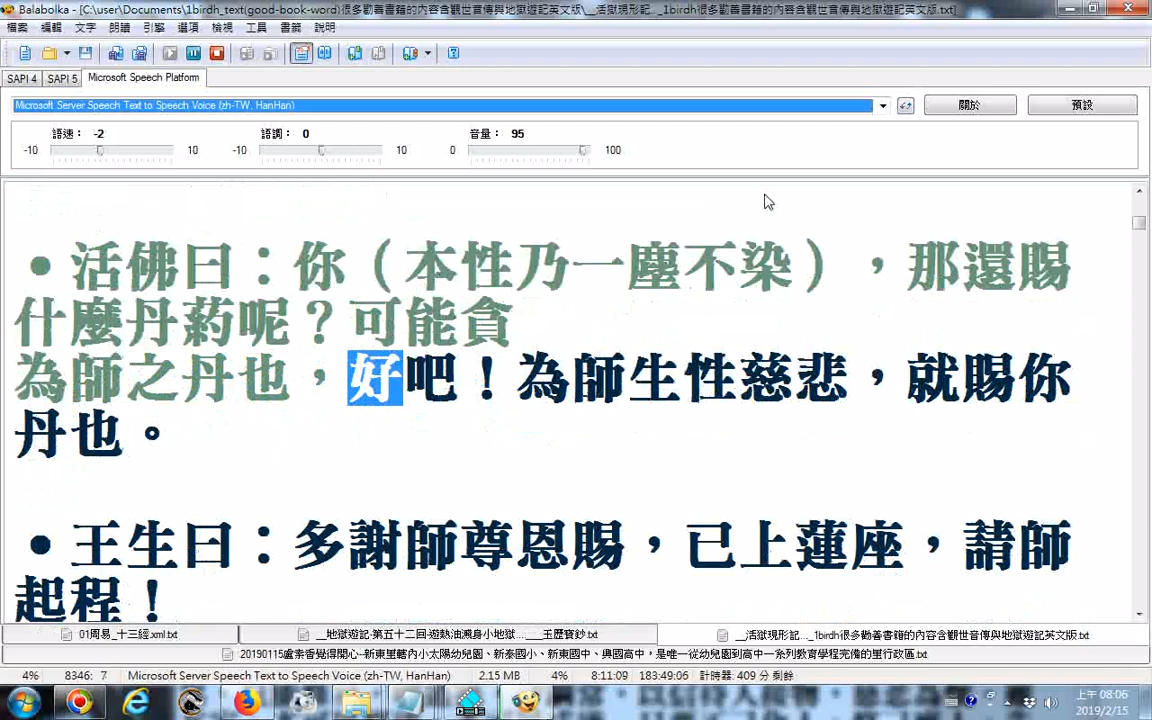 Balabolka - [C:\user\Documents\1birdh_text(good-book-word)很多勸善書籍的內容含觀世音傳與地獄遊記英文版\__活獄現形記..._1birdh很多勸善書籍的內容含觀世音傳與地獄遊記英文版.txt]
檔案 編輯 文字 朗讀 引擎 選項 檢視 工具 書籤 說明
SAPI 4 SAPI 5 Microsoft Speech Platform
Microsoft Server Speech Text to Speech Voice (zh-TW, HanHan) 關於 預設
語速： -2 語調： 0 音量： 95
-10 10 -10 10 0 100
●活佛曰：你（本性乃一塵不染），那還賜
什麼丹葯呢？可能貪
為師之丹也，好吧！為師生性慈悲，就賜你
丹也。
●王生曰：多謝師尊恩賜，已上蓮座，請師
起程！
01周易_十三經.xml.txt __地獄遊記-第五十二回-遊熱油濺身小地獄...____玉歷寶鈔.txt __活獄現形記..._1birdh很多勸善書籍的內容含觀世音傳與地獄遊記英文版.txt
20190115盧素香覺得開心~新東里轄內小太陽幼兒園、新泰國小、新東國中、興國高中，是唯一從幼兒園到高中一系列教育學程完備的里行政區.txt
4% 8346: 7 Microsoft Server Speech Text to Speech Voice (zh-TW, HanHan) 2.15 MB 4% 8:11:09 183:49:06 計時器: 409 分 剩餘
上午 08:06
2019/2/15